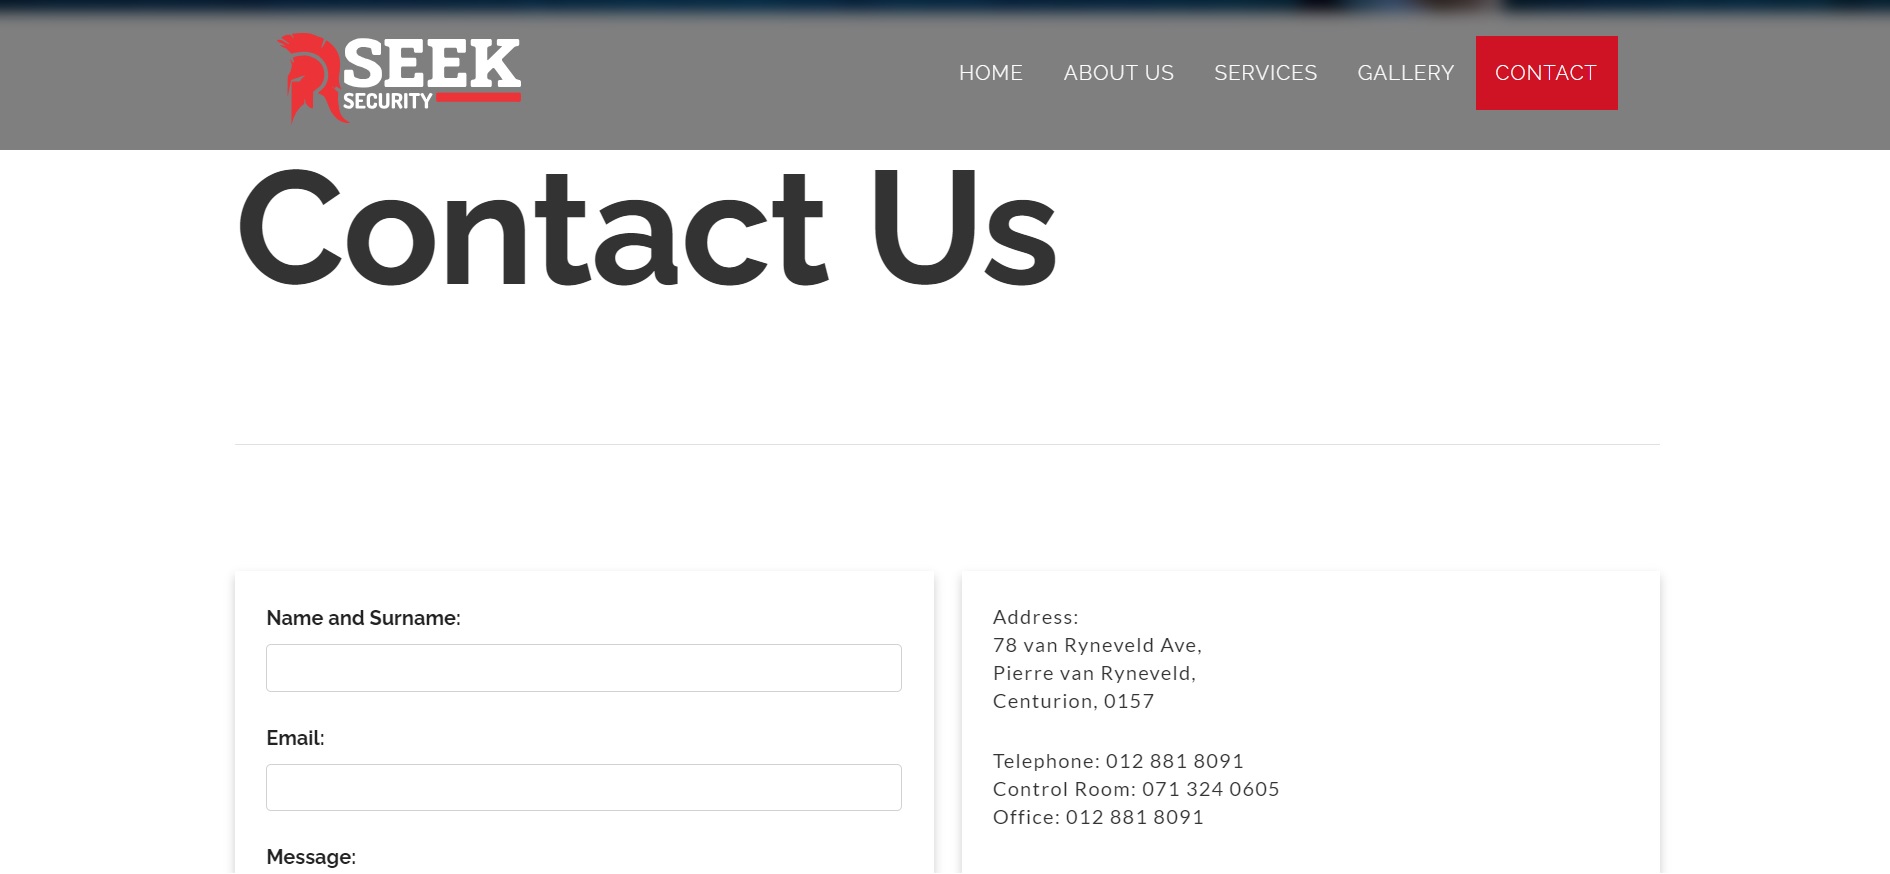 SEEK
SECURITY
HOME
ABOUT US
SERVICES
GALLERY
CONTACT
Contact Us
Name and Surname:
Email:
Message:
Address:
78 van Ryneveld Ave,
Pierre van Ryneveld,
Centurion, 0157
Telephone: 012 881 8091
Control Room: 071 324 0605
Office: 012 881 8091